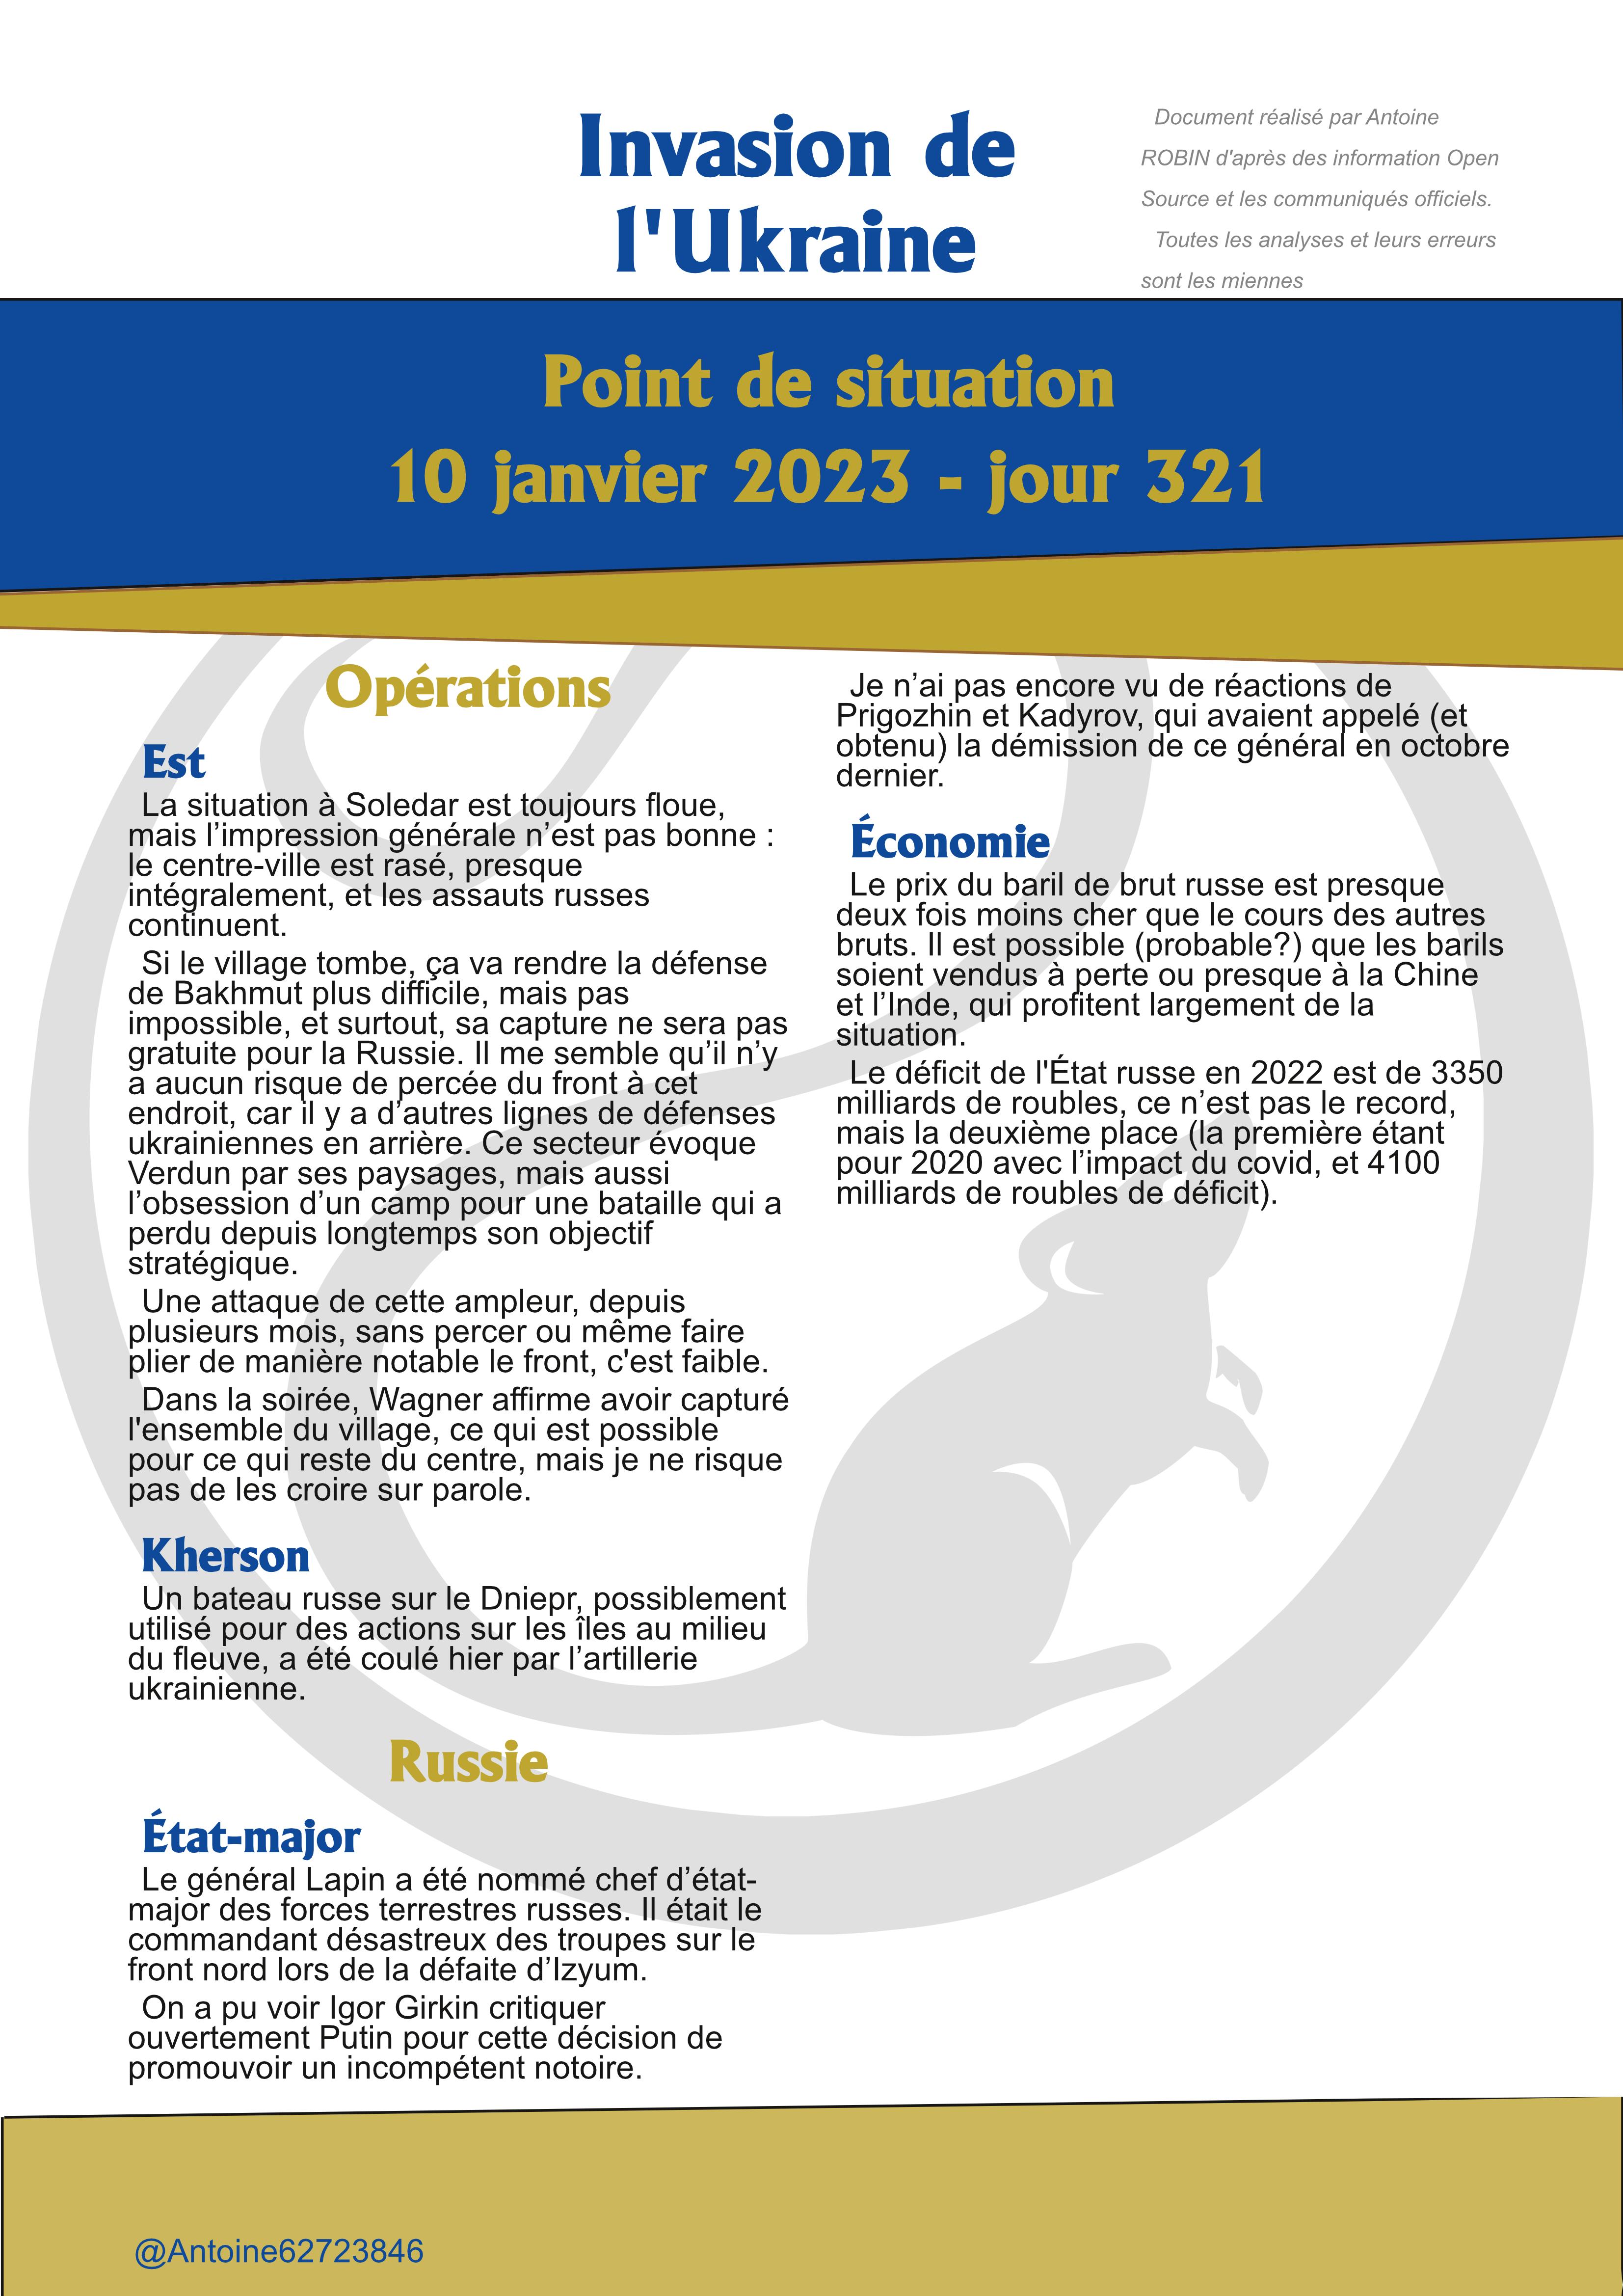 Invasion de
l'Ukraine
Document réalisé par Antoine
ROBIN d'après des information Open
Source et les communiqués officiels.
Toutes les analyses et leurs erreurs
sont les miennes
Point de situation
10 janvier 2023 - jour 321
Opérations
Est
La situation à Soledar est toujours floue,
mais l’impression générale n’est pas bonne :
le centre-ville est rasé, presque
intégralement, et les assauts russes
continuent.
Si le village tombe, ça va rendre la défense
de Bakhmut plus difficile, mais pas
impossible, et surtout, sa capture ne sera pas
gratuite pour la Russie. Il me semble qu’il n’y
a aucun risque de percée du front à cet
endroit, car il y a d’autres lignes de défenses
ukrainiennes en arrière. Ce secteur évoque
Verdun par ses paysages, mais aussi
l’obsession d’un camp pour une bataille qui a
perdu depuis longtemps son objectif
stratégique.
Une attaque de cette ampleur, depuis
plusieurs mois, sans percer ou même faire
plier de manière notable le front, c'est faible.
Dans la soirée, Wagner affirme avoir capturé
l'ensemble du village, ce qui est possible
pour ce qui reste du centre, mais je ne risque
pas de les croire sur parole.
Kherson
Un bateau russe sur le Dniepr, possiblement
utilisé pour des actions sur les îles au milieu
du fleuve, a été coulé hier par l’artillerie
ukrainienne.
Russie
État-major
Le général Lapin a été nommé chef d’état-
major des forces terrestres russes. Il était le
commandant désastreux des troupes sur le
front nord lors de la défaite d’Izyum.
On a pu voir Igor Girkin critiquer
ouvertement Putin pour cette décision de
promouvoir un incompétent notoire.
Je n’ai pas encore vu de réactions de
Prigozhin et Kadyrov, qui avaient appelé (et
obtenu) la démission de ce général en octobre
dernier.
Économie
Le prix du baril de brut russe est presque
deux fois moins cher que le cours des autres
bruts. Il est possible (probable?) que les barils
soient vendus à perte ou presque à la Chine
et l’Inde, qui profitent largement de la
situation.
Le déficit de l'État russe en 2022 est de 3350
milliards de roubles, ce n’est pas le record,
mais la deuxième place (la première étant
pour 2020 avec l’impact du covid, et 4100
milliards de roubles de déficit).
@Antoine62723846